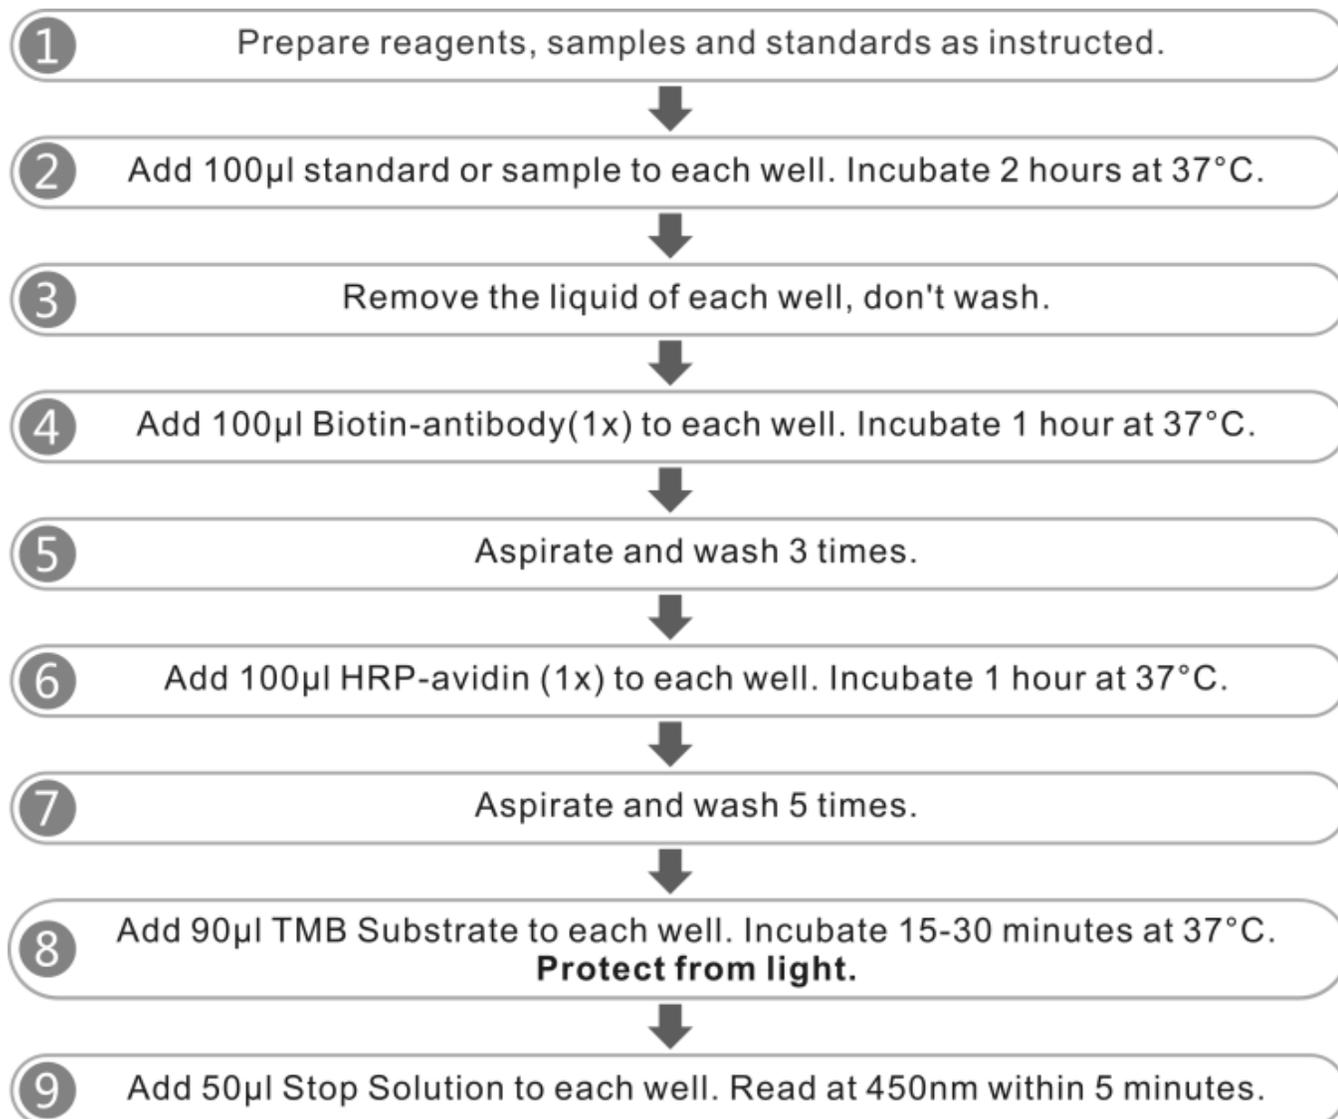 1 Prepare reagents, samples and standards as instructed.
2 Add 100µl standard or sample to each well. Incubate 2 hours at 37°C.
3 Remove the liquid of each well, don't wash.
4 Add 100µl Biotin-antibody(1x) to each well. Incubate 1 hour at 37°C.
5 Aspirate and wash 3 times.
6 Add 100µl HRP-avidin (1x) to each well. Incubate 1 hour at 37°C.
7 Aspirate and wash 5 times.
8 Add 90µl TMB Substrate to each well. Incubate 15-30 minutes at 37°C.
Protect from light.
9 Add 50µl Stop Solution to each well. Read at 450nm within 5 minutes.